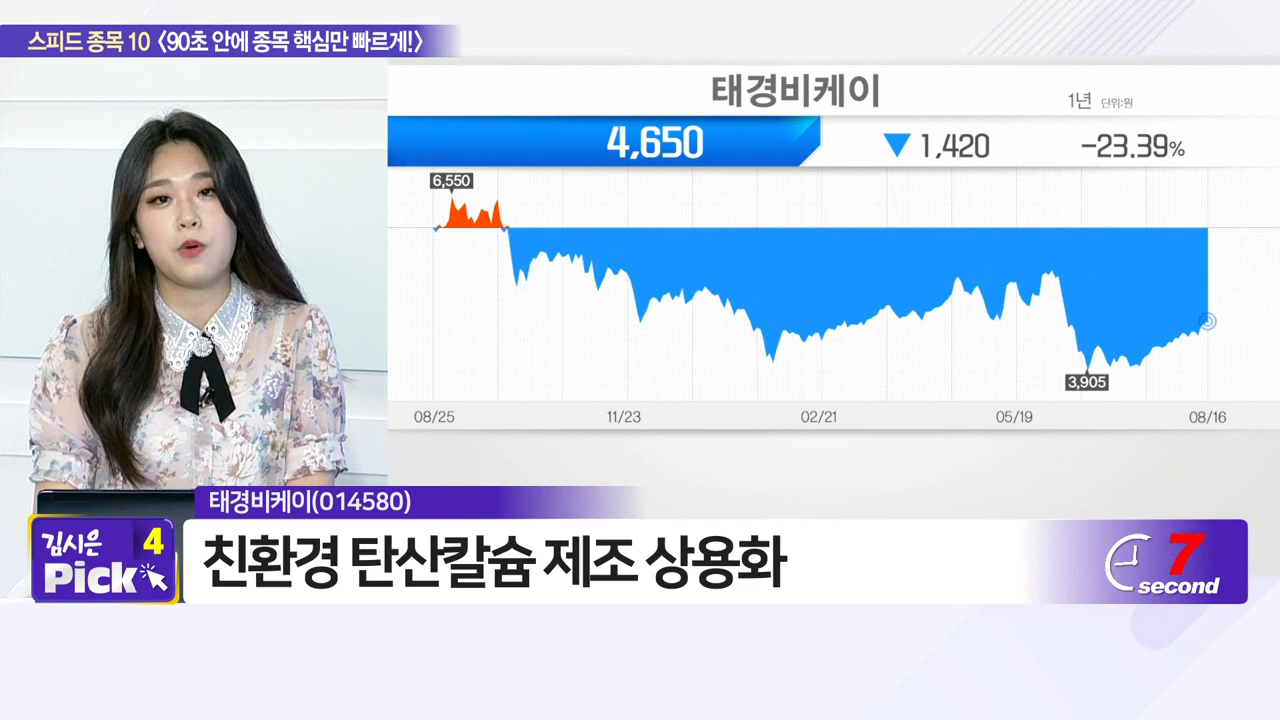 스피드 종목 10 〈90초 안에 종목 핵심만 빠르게!〉
태경비케이
1년 단위:원
4,650 ▼ 1,420 -23.39%
6,550
3,905
08/25 11/23 02/21 05/19 08/16
태경비케이(014580)
김시은 4
Pick
친환경 탄산칼슘 제조 상용화
7
second